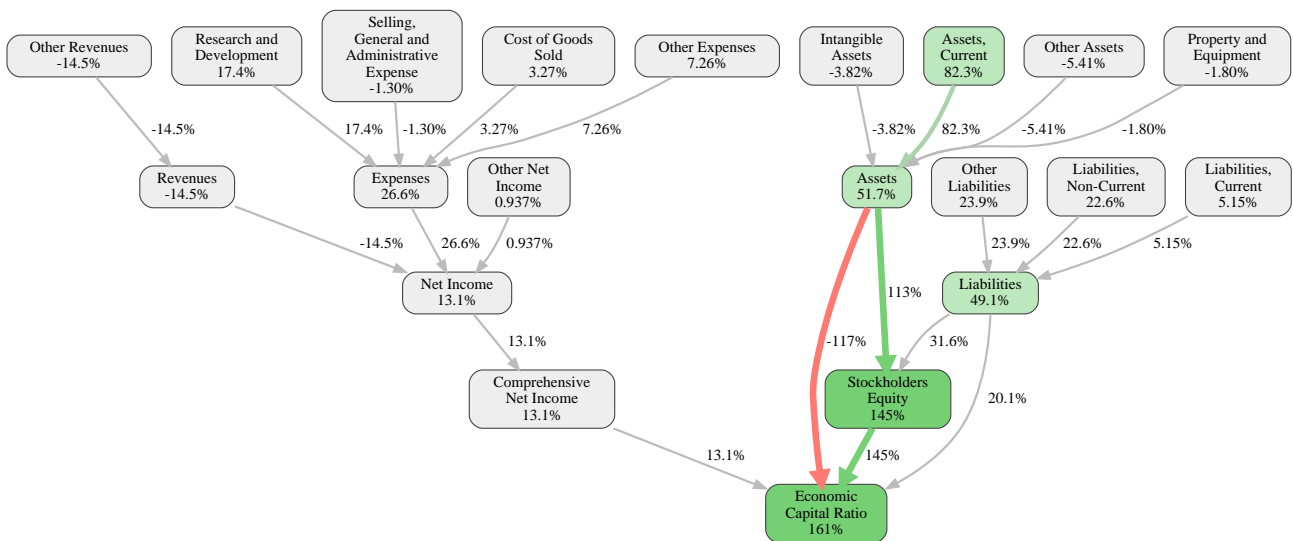 Other Revenues
-14.5%
Research and
Development
17.4%
Selling,
General and
Administrative
Expense
-1.30%
Cost of Goods
Sold
3.27%
Other Expenses
7.26%
Intangible
Assets
-3.82%
Assets,
Current
82.3%
Other Assets
-5.41%
Property and
Equipment
-1.80%
-14.5%
17.4%
-1.30%
3.27%
7.26%
-3.82%
82.3%
-5.41%
-1.80%
Revenues
-14.5%
Expenses
26.6%
Other Net
Income
0.937%
Assets
51.7%
Other
Liabilities
23.9%
Liabilities,
Non-Current
22.6%
Liabilities,
Current
5.15%
-14.5%
26.6%
0.937%
23.9%
22.6%
5.15%
Net Income
13.1%
113%
Liabilities
49.1%
13.1%
-117%
31.6%
Comprehensive
Net Income
13.1%
Stockholders
Equity
145%
20.1%
13.1%
145%
Economic
Capital Ratio
161%